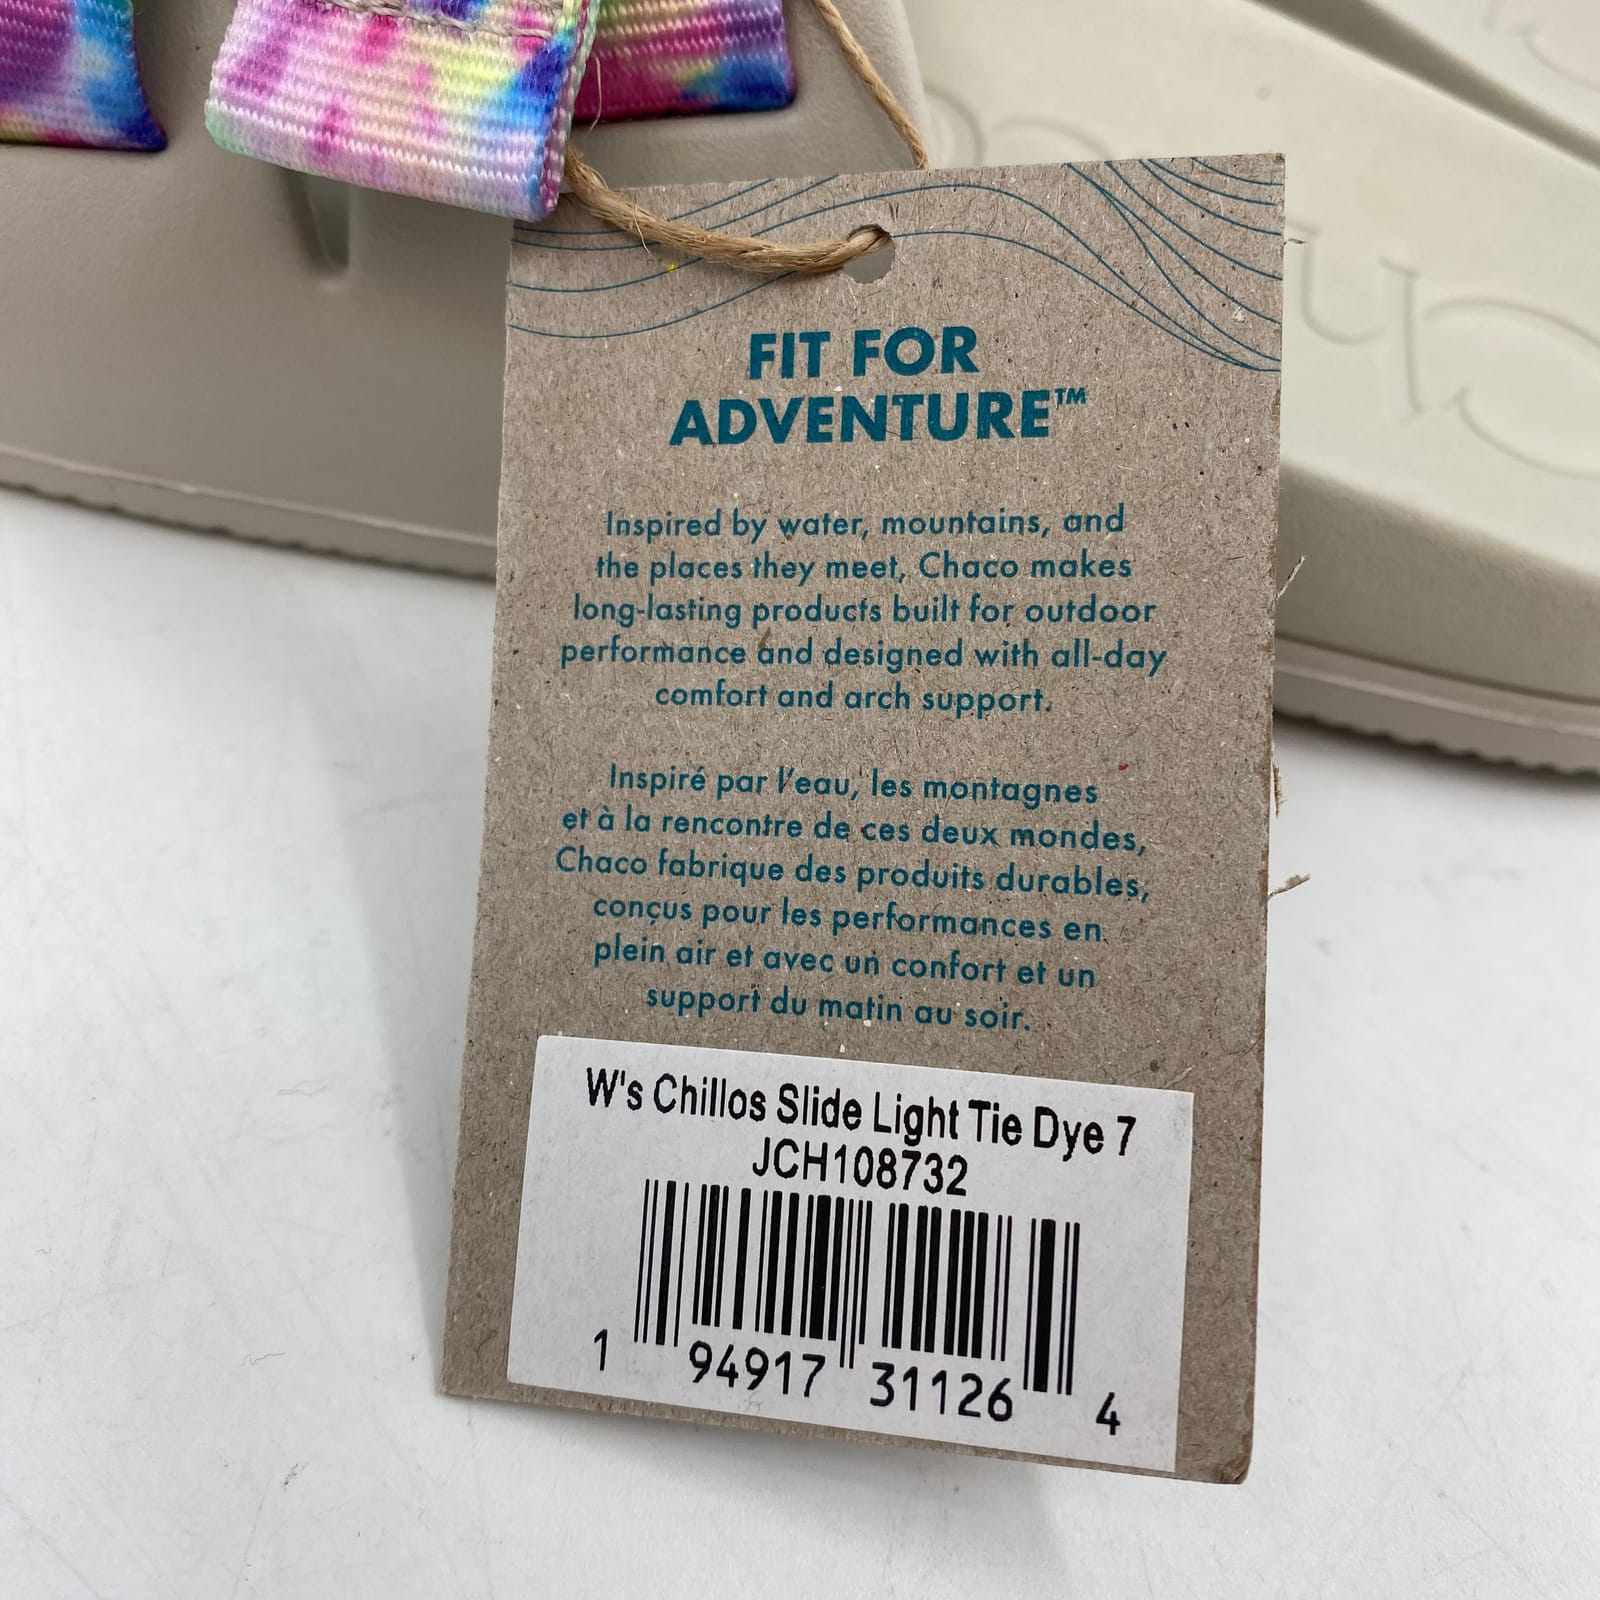 FIT FOR
ADVENTURE™
Inspired by water, mountains, and
the places they meet, Chaco makes
long-lasting products built for outdoor
performance and designed with all-day
comfort and arch support.
Inspiré par l'eau, les montagnes
et à la rencontre de ces deux mondes,
Chaco fabrique des produits durables,
conçus pour les performances en
plein air et avec un confort et un
support du matin au soir.
W's Chillos Slide Light Tie Dye 7
JCH108732
1 94917 31126 4